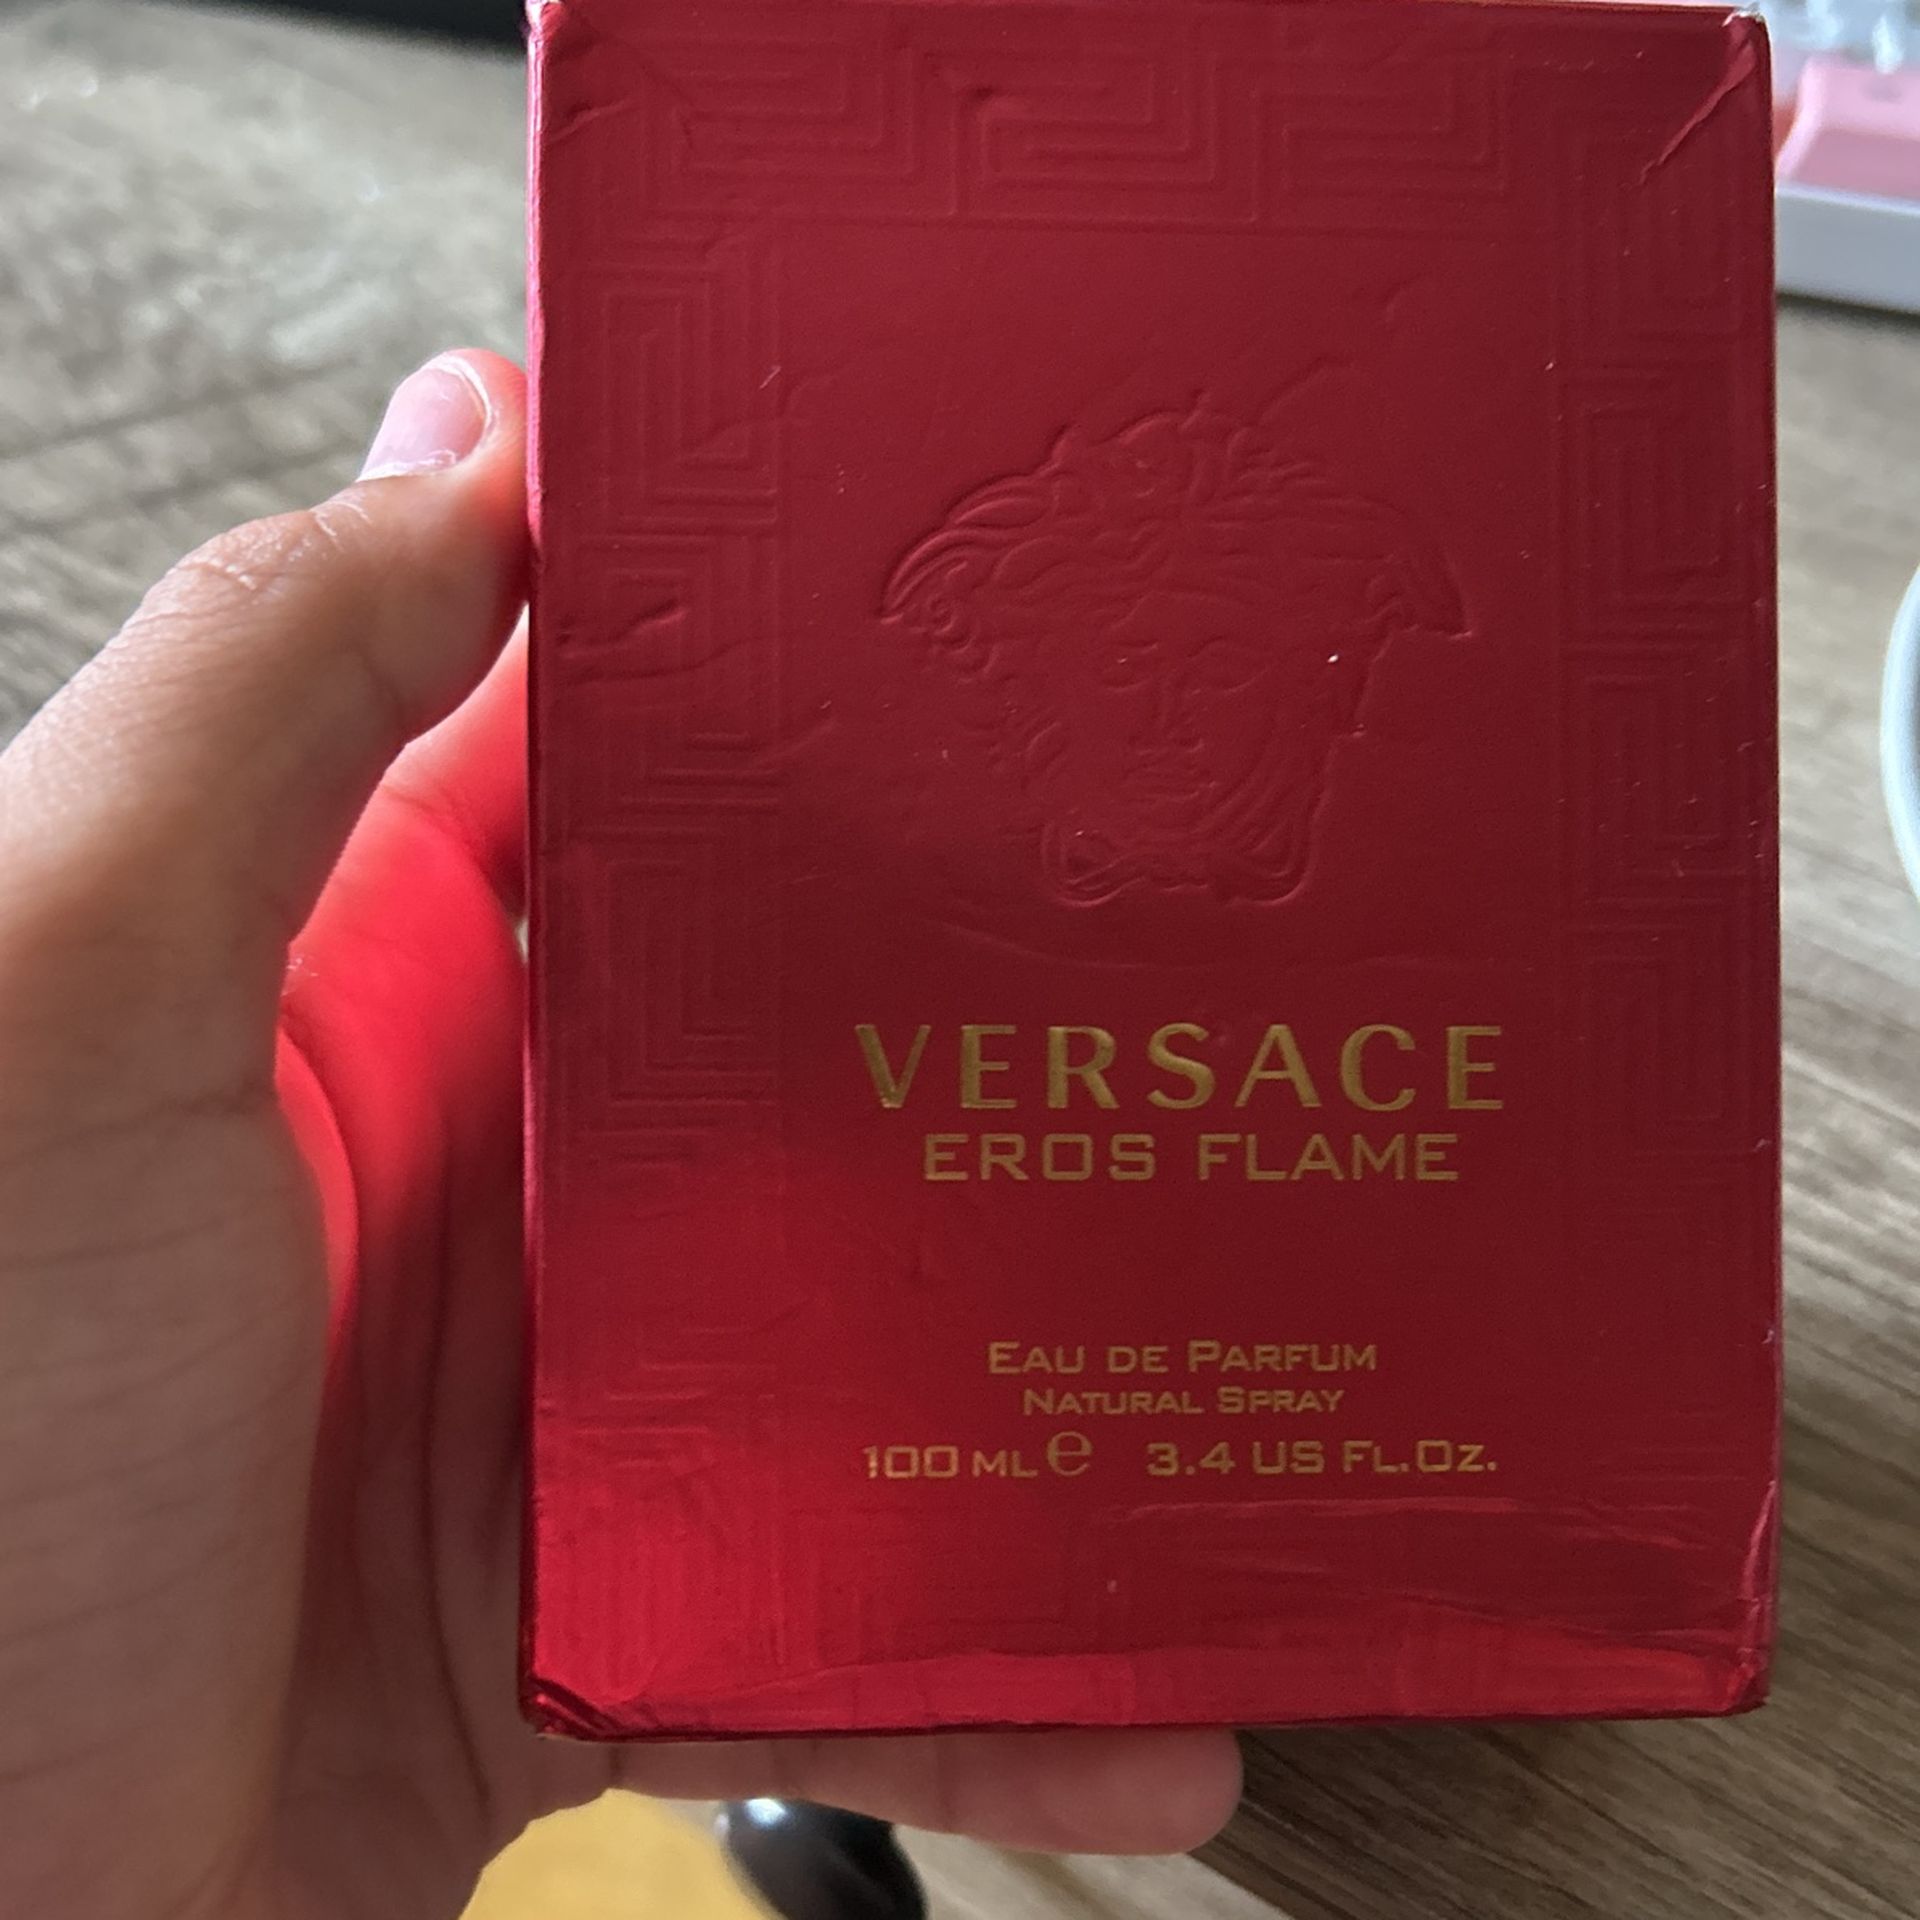 VERSACE
EROS FLAME
EAU DE PARFUM
NATURAL SPRAY
100 ML e 3.4 US FL.OZ.